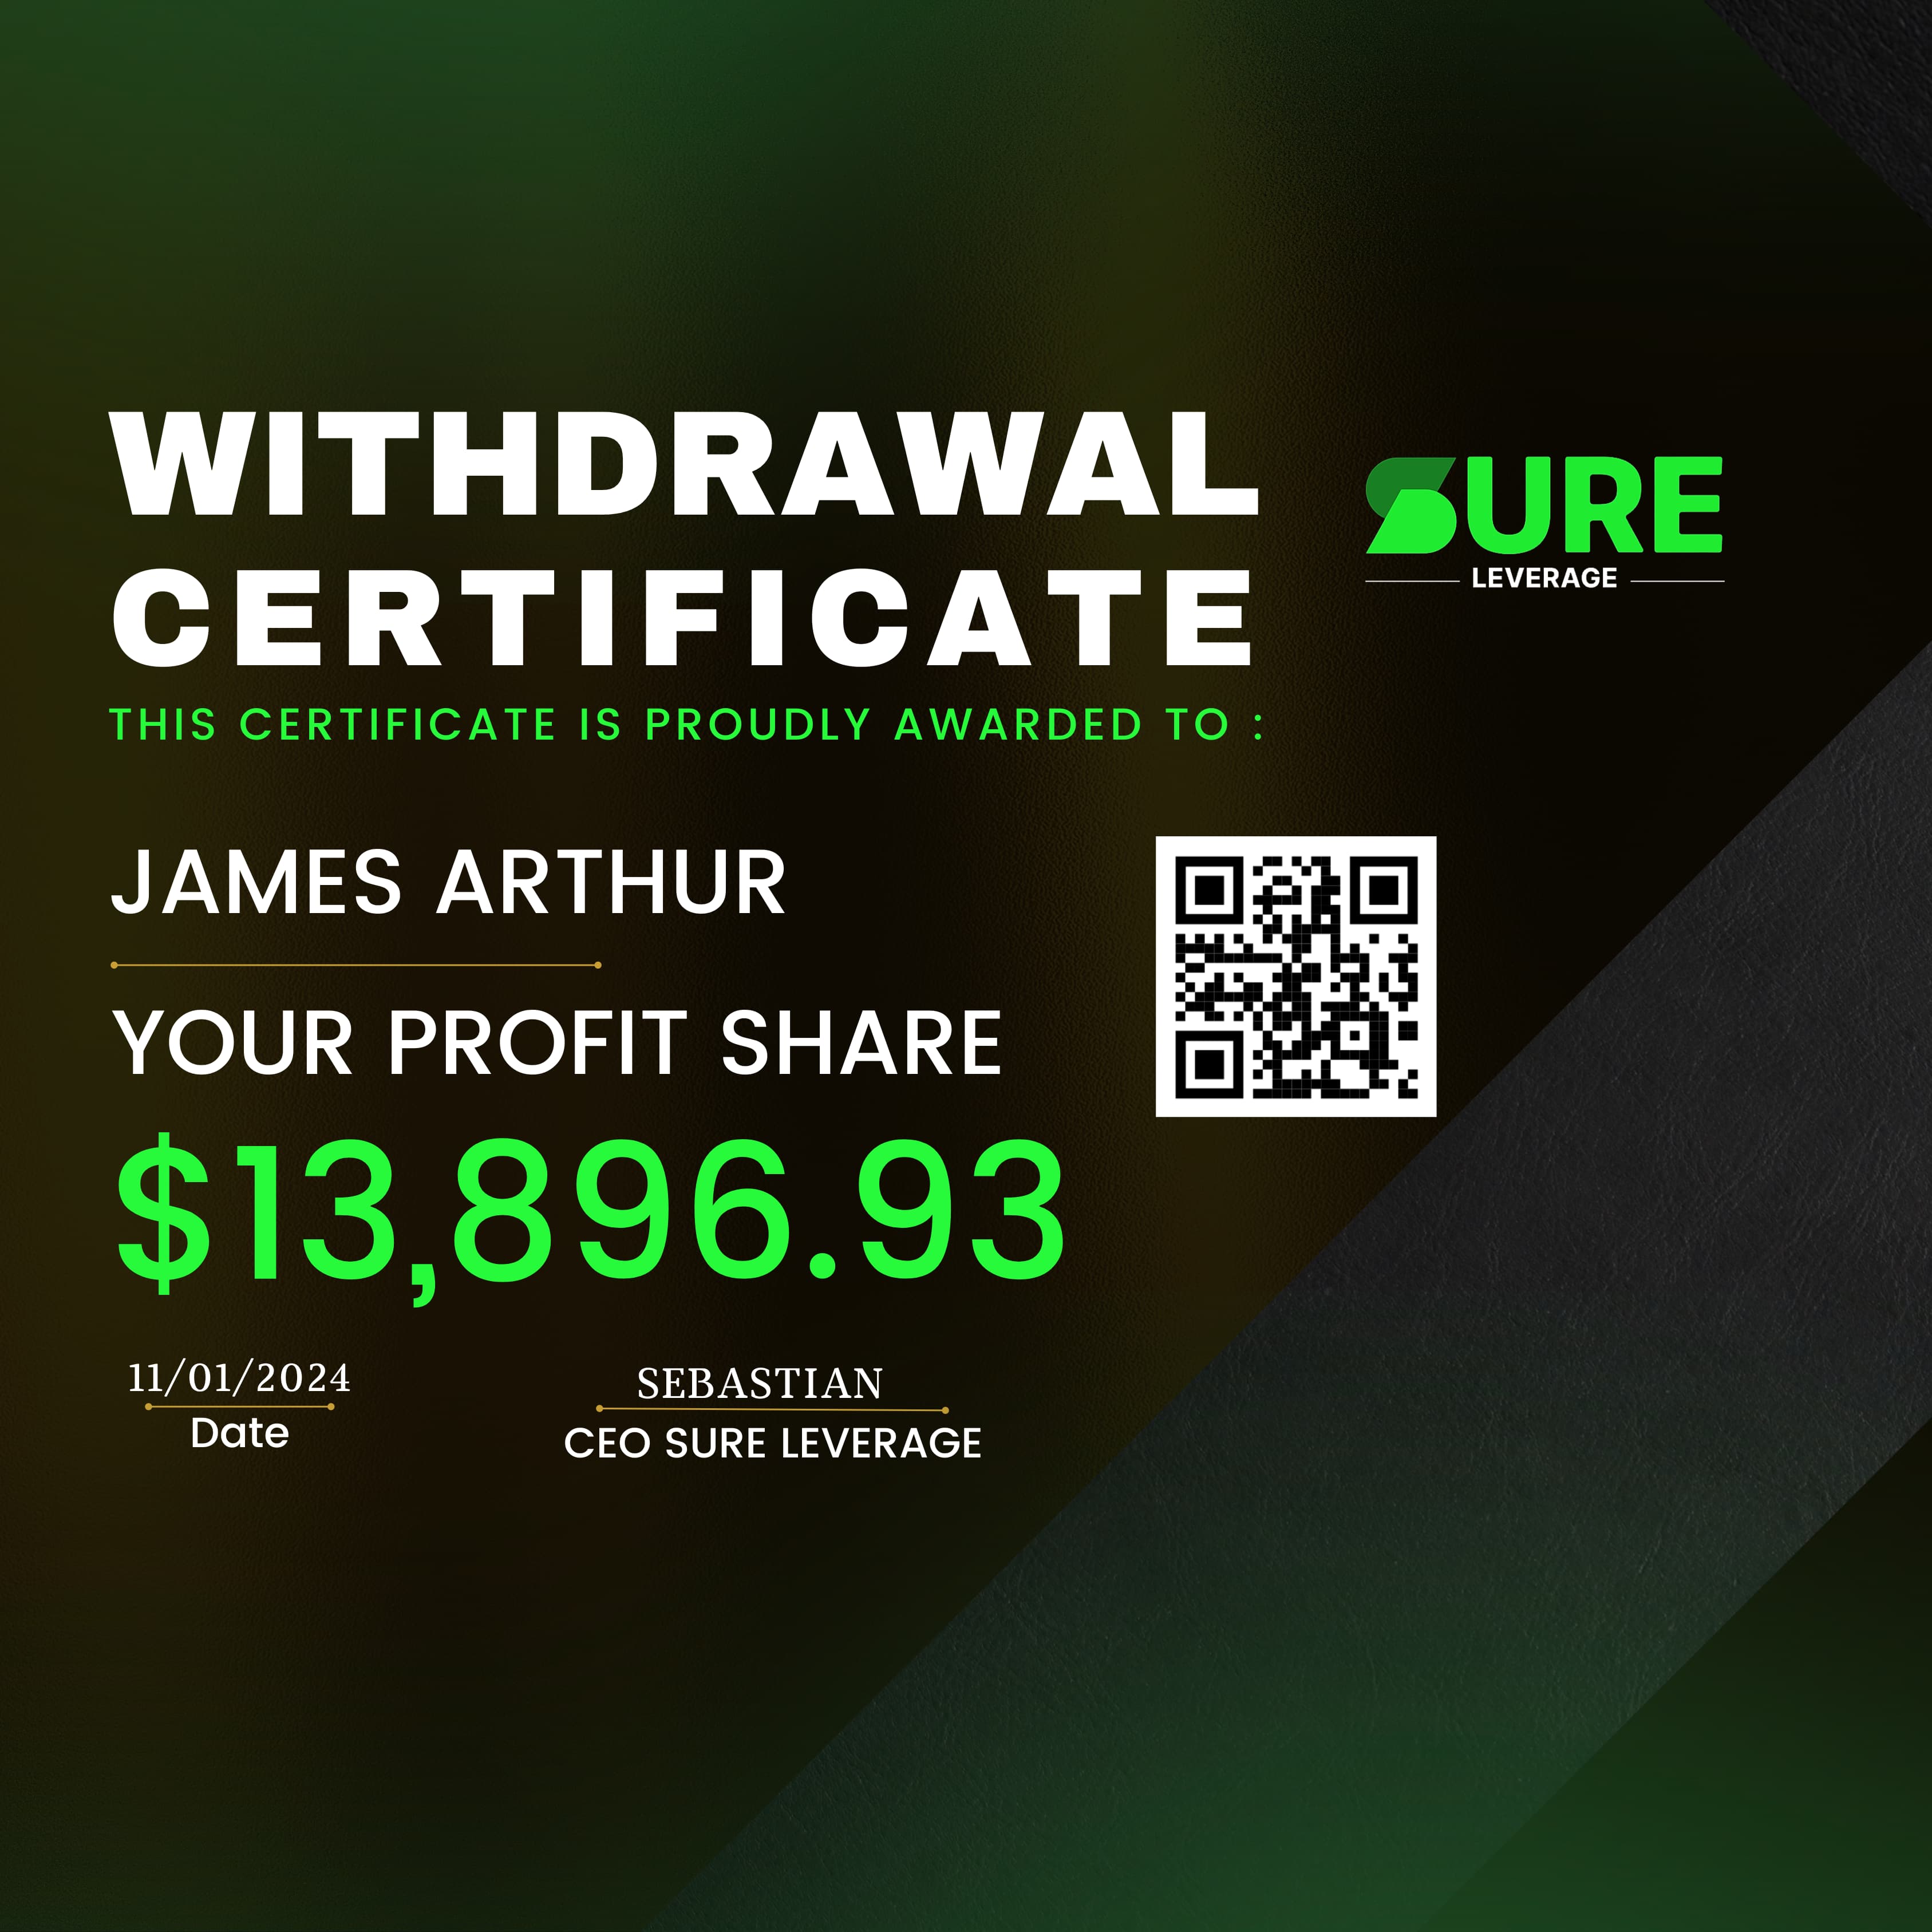 WITHDRAWAL
CERTIFICATE
SURE
LEVERAGE
THIS CERTIFICATE IS PROUDLY AWARDED TO :
JAMES ARTHUR
YOUR PROFIT SHARE
$13,896.93
11/01/2024
Date
SEBASTIAN
CEO SURE LEVERAGE